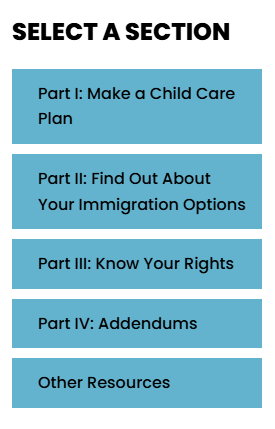 SELECT A SECTION
Part I: Make a Child Care
Plan
Part II: Find Out About
Your Immigration Options
Part III: Know Your Rights
Part IV: Addendums
Other Resources